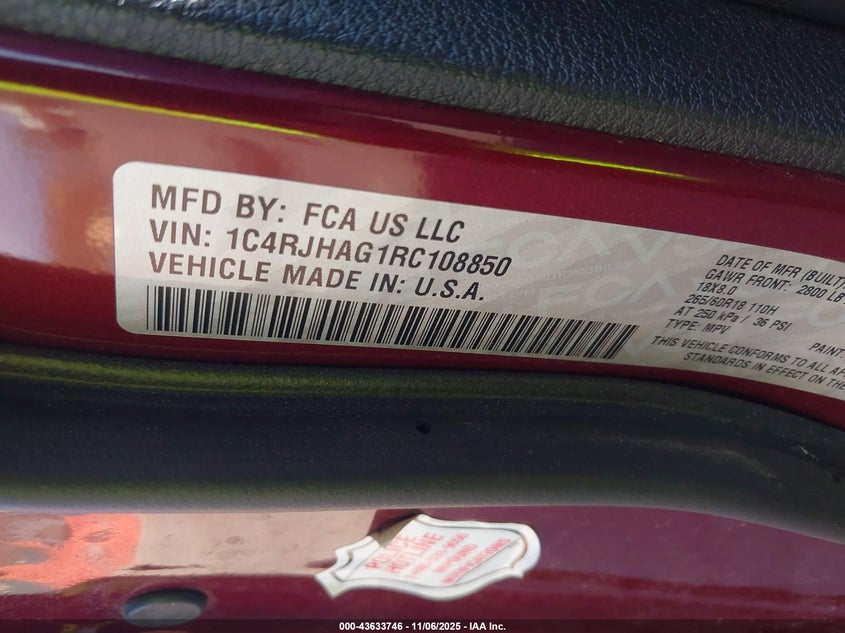 MFD BY: FCA US LLC
VIN: 1C4RJHAG1RC108850
VEHICLE MADE IN: U.S.A.
DATE OF MFR (BUILT)
GAWR FRONT: 2800 LB
18X8.0
265/60R18 110H
AT 250 kPa / 36 PSI
TYPE: MPV
PAINT:
THIS VEHICLE CONFORMS TO ALL
STANDARDS IN EFFECT ON THE
POLICE
HOTLINE
000-43633746 - 11/06/2025 - IAA Inc.